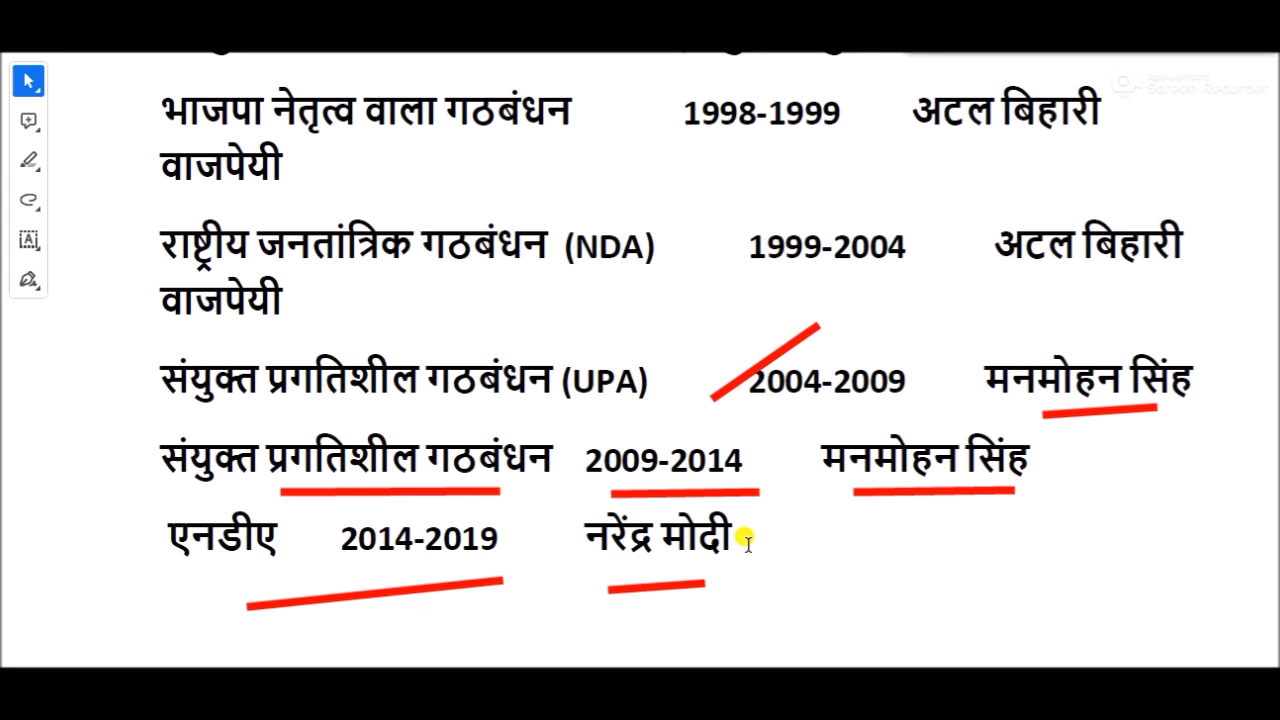 भाजपा नेतृत्व वाला गठबंधन 1998-1999 अटल बिहारी
वाजपेयी
राष्ट्रीय जनतांत्रिक गठबंधन (NDA) 1999-2004 अटल बिहारी
वाजपेयी
संयुक्त प्रगतिशील गठबंधन (UPA) 2004-2009 मनमोहन सिंह
संयुक्त प्रगतिशील गठबंधन 2009-2014 मनमोहन सिंह
एनडीए 2014-2019 नरेंद्र मोदी